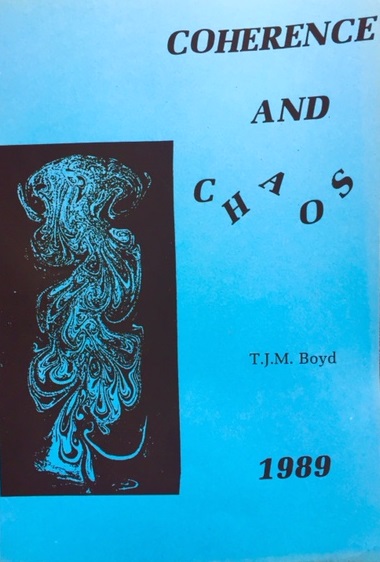 COHERENCE
AND
CHAOS
T.J.M. Boyd
1989